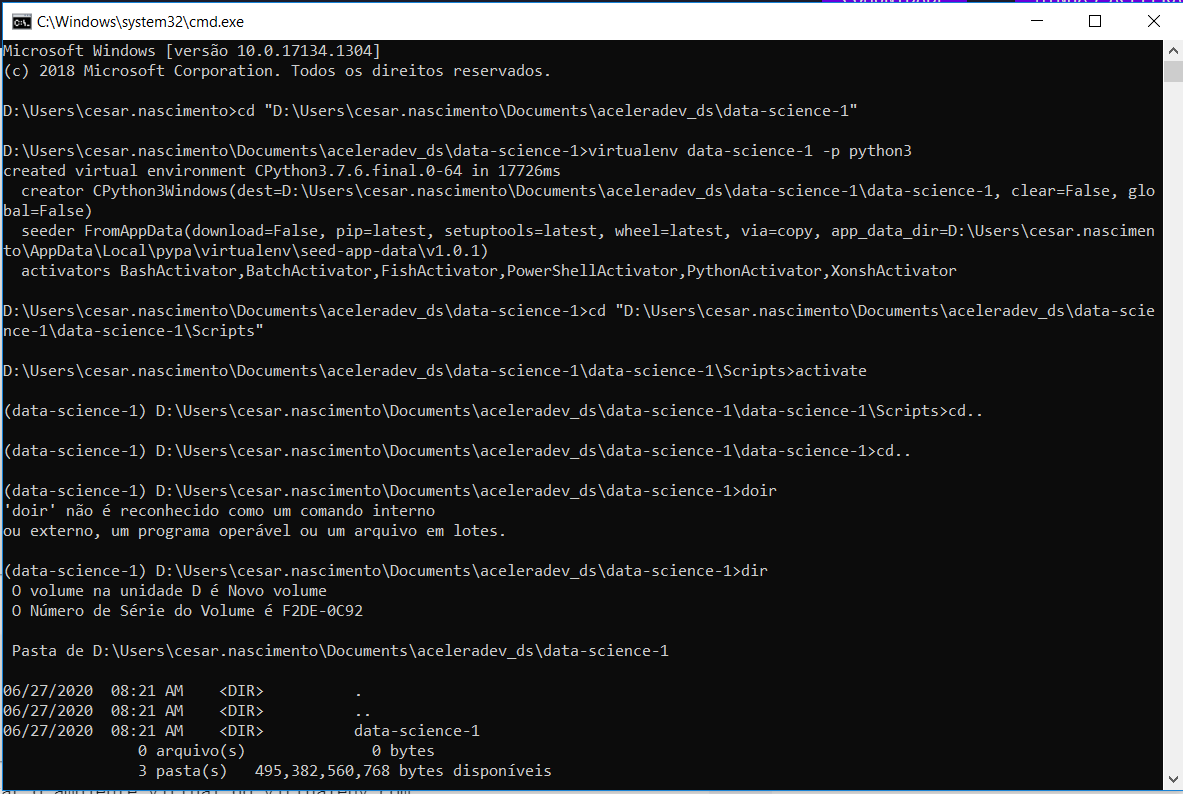 C:\Windows\system32\cmd.exe
Microsoft Windows [versão 10.0.17134.1304]
(c) 2018 Microsoft Corporation. Todos os direitos reservados.
D:\Users\cesar.nascimento>cd "D:\Users\cesar.nascimento\Documents\aceleradev_ds\data-science-1"
D:\Users\cesar.nascimento\Documents\aceleradev_ds\data-science-1>virtualenv data-science-1 -p python3
created virtual environment CPython3.7.6.final.0-64 in 17726ms
  creator CPython3Windows(dest=D:\Users\cesar.nascimento\Documents\aceleradev_ds\data-science-1\data-science-1, clear=False, glo
bal=False)
  seeder FromAppData(download=False, pip=latest, setuptools=latest, wheel=latest, via=copy, app_data_dir=D:\Users\cesar.nascimen
to\AppData\Local\pypa\virtualenv\seed-app-data\v1.0.1)
  activators BashActivator,BatchActivator,FishActivator,PowerShellActivator,PythonActivator,XonshActivator
D:\Users\cesar.nascimento\Documents\aceleradev_ds\data-science-1>cd "D:\Users\cesar.nascimento\Documents\aceleradev_ds\data-scie
nce-1\data-science-1\Scripts"
D:\Users\cesar.nascimento\Documents\aceleradev_ds\data-science-1\data-science-1\Scripts>activate
(data-science-1) D:\Users\cesar.nascimento\Documents\aceleradev_ds\data-science-1\data-science-1\Scripts>cd..
(data-science-1) D:\Users\cesar.nascimento\Documents\aceleradev_ds\data-science-1\data-science-1>cd..
(data-science-1) D:\Users\cesar.nascimento\Documents\aceleradev_ds\data-science-1>doir
'doir' não é reconhecido como um comando interno
ou externo, um programa operável ou um arquivo em lotes.
(data-science-1) D:\Users\cesar.nascimento\Documents\aceleradev_ds\data-science-1>dir
 O volume na unidade D é Novo volume
 O Número de Série do Volume é F2DE-0C92
 Pasta de D:\Users\cesar.nascimento\Documents\aceleradev_ds\data-science-1
06/27/2020  08:21 AM    <DIR>          .
06/27/2020  08:21 AM    <DIR>          ..
06/27/2020  08:21 AM    <DIR>          data-science-1
               0 arquivo(s)              0 bytes
               3 pasta(s)   495,382,560,768 bytes disponíveis